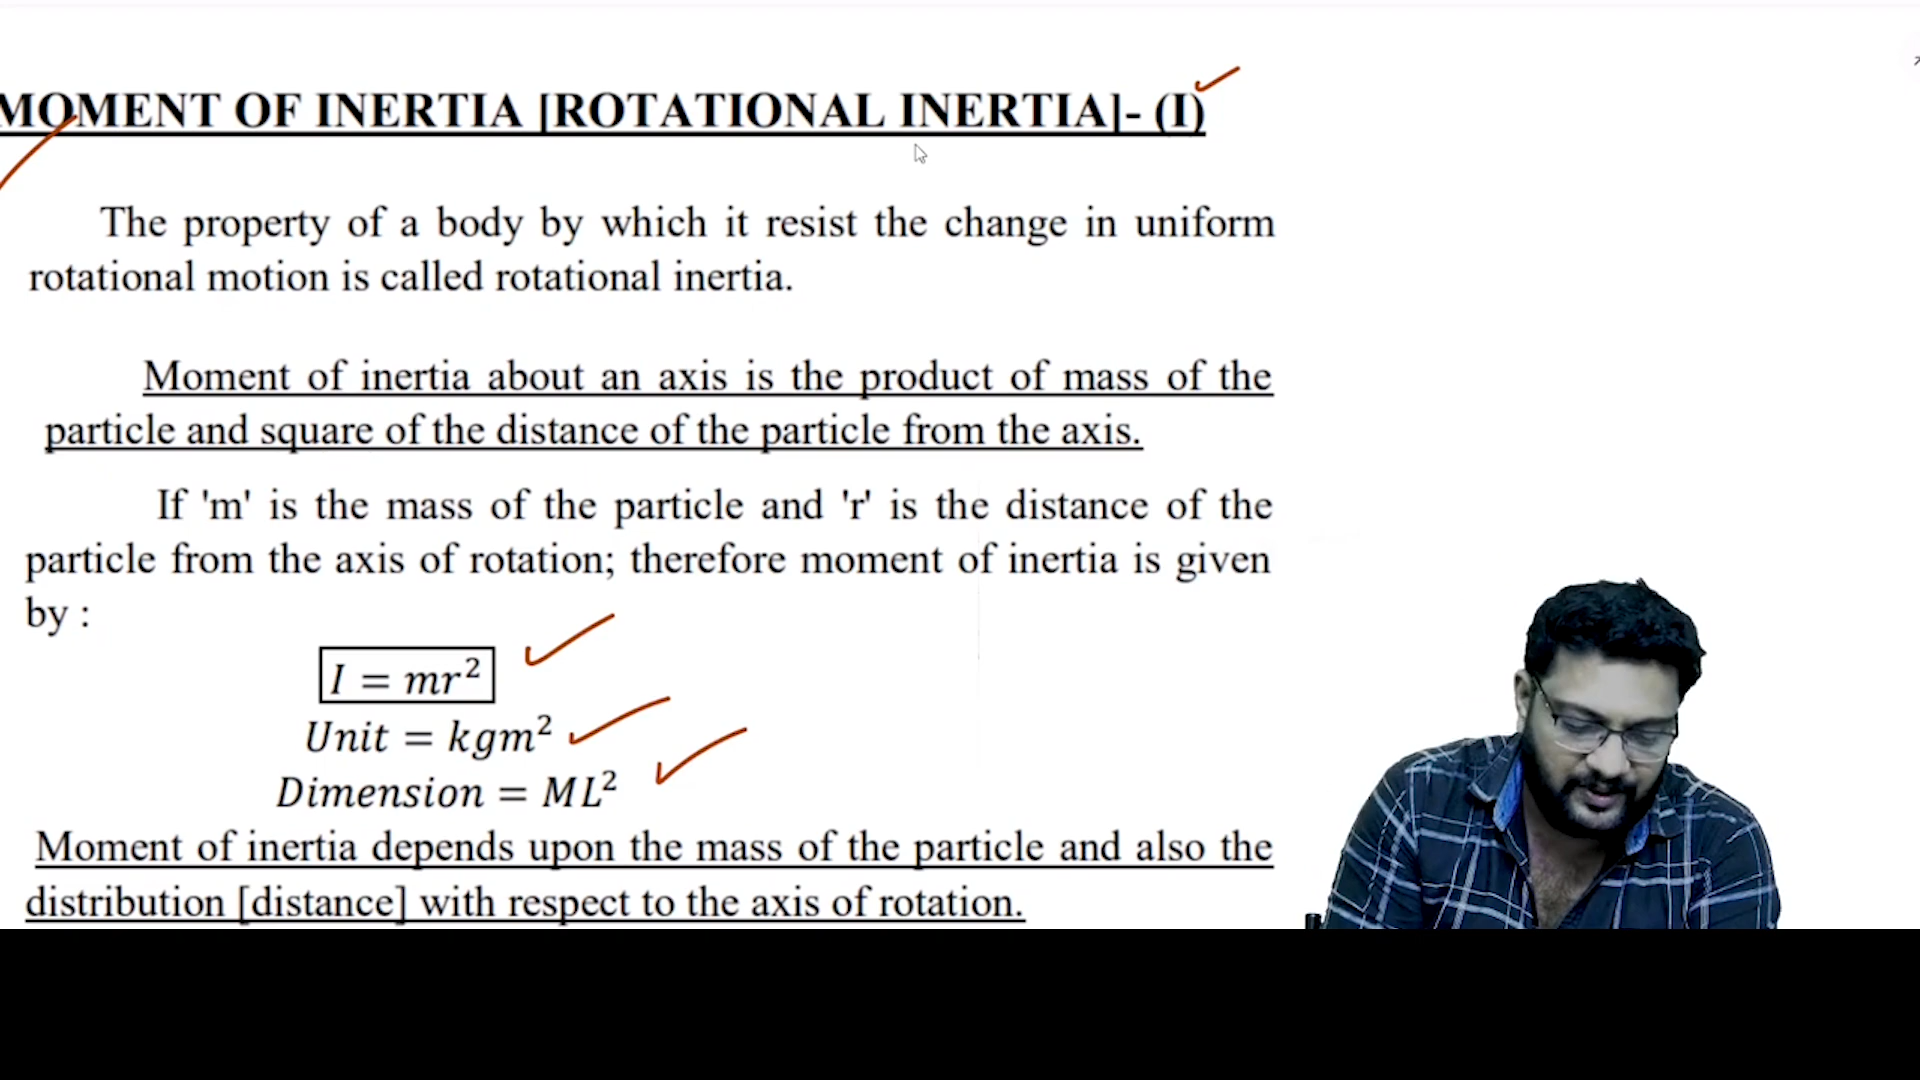 MOMENT OF INERTIA [ROTATIONAL INERTIA]- (I)
The property of a body by which it resist the change in uniform
rotational motion is called rotational inertia.
Moment of inertia about an axis is the product of mass of the
particle and square of the distance of the particle from the axis.
If 'm' is the mass of the particle and 'r' is the distance of the
particle from the axis of rotation; therefore moment of inertia is given
by :
I = mr²
Unit = kgm²
Dimension = ML²
Moment of inertia depends upon the mass of the particle and also the
distribution [distance] with respect to the axis of rotation.